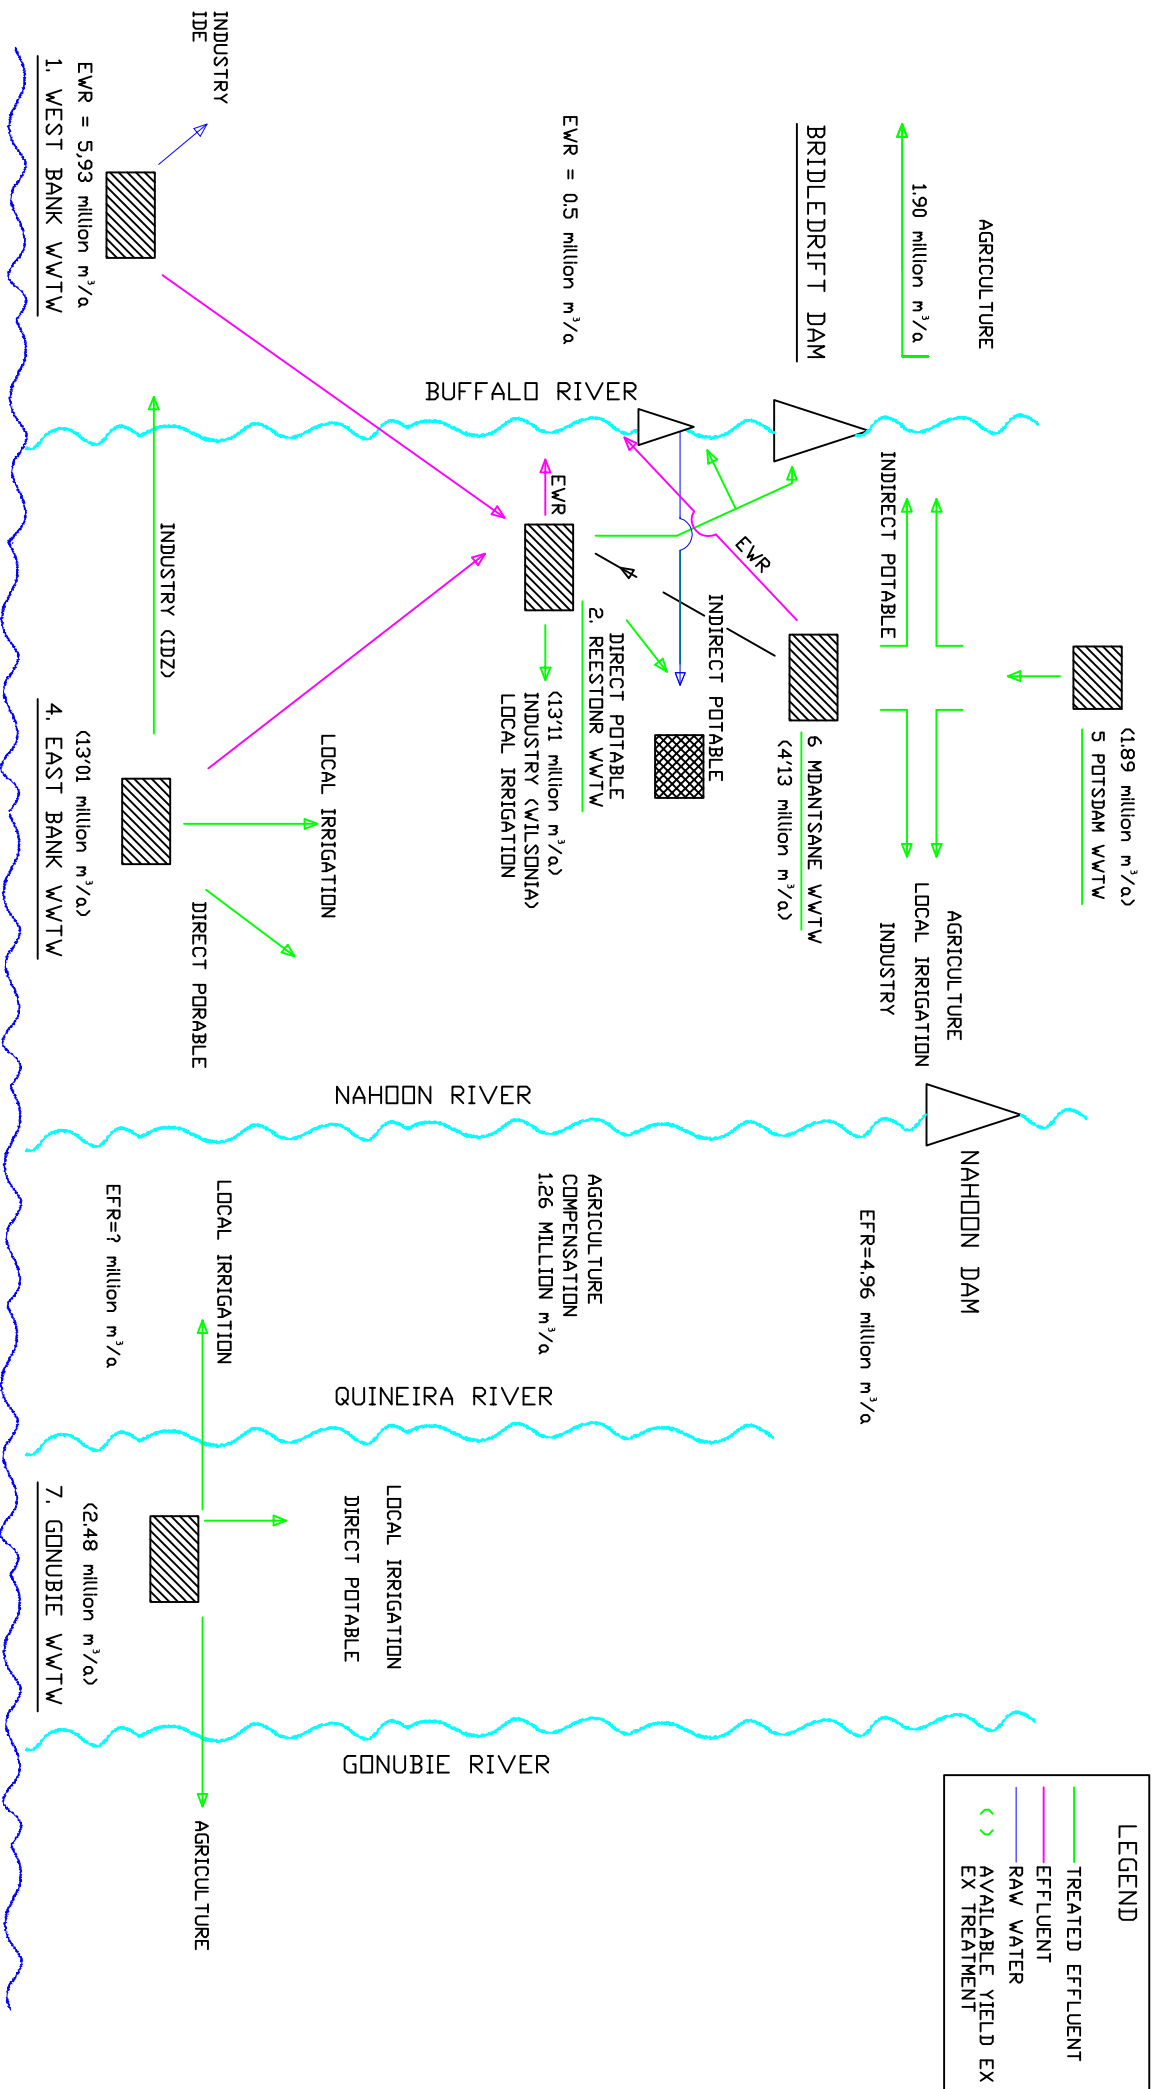 LEGEND
TREATED EFFLUENT
EFFLUENT
RAW WATER
( ) AVAILABLE YIELD EX
EX TREATMENT
(1.89 million m³/a)
5 POTSDAM WWTW
AGRICULTURE
1.90 million m³/a
BRIDLEDRIFT DAM
INDIRECT POTABLE
AGRICULTURE
LOCAL IRRIGATION
INDUSTRY
NAHOON DAM
EFR=4.96 million m³/a
6 MDANTSANE WWTW
(4'13 million m³/a)
EWR
INDIRECT POTABLE
DIRECT POTABLE
2. REESTONR WWTW
EWR
(13'11 million m³/a)
INDUSTRY (WILSONIA)
LOCAL IRRIGATION
EWR = 0.5 million m³/a
BUFFALO RIVER
AGRICULTURE
COMPENSATION
1.26 MILLION m³/a
NAHOON RIVER
QUINEIRA RIVER
GONUBIE RIVER
LOCAL IRRIGATION
DIRECT POTABLE
LOCAL IRRIGATION
INDUSTRY
IDE
INDUSTRY (IDZ)
DIRECT PORABLE
LOCAL IRRIGATION
AGRICULTURE
EWR = 5,93 million m³/a
1. WEST BANK WWTW
(13'01 million m³/a)
4. EAST BANK WWTW
EFR=? million m³/a
(2.48 million m³/a)
7. GONUBIE WWTW